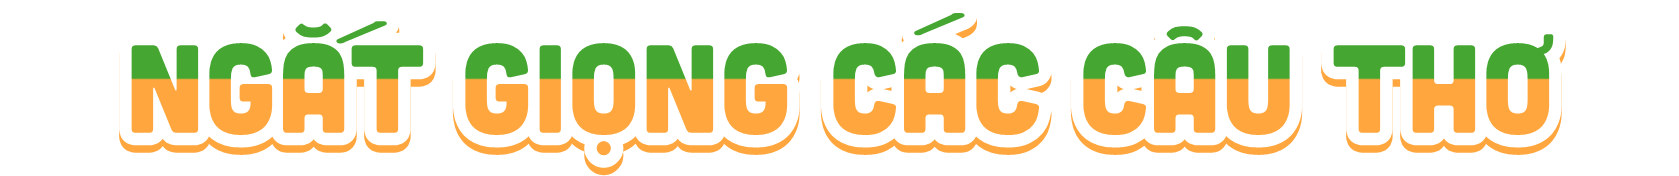 NGẮT GIỌNG CÁC CÂU THƠ